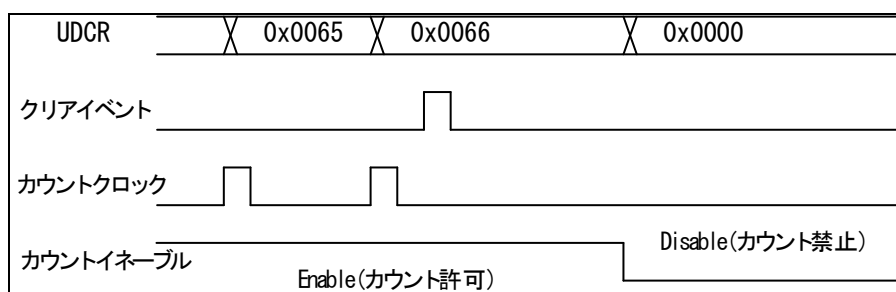 UDCR 0x0065 0x0066 0x0000
クリアイベント
カウントクロック
カウントイネーブル
Disable(カウント禁止)
Enable(カウント許可)